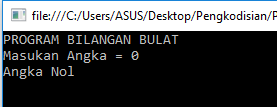 file:///C:/Users/ASUS/Desktop/Pengkodisian/P
PROGRAM BILANGAN BULAT
Masukan Angka = 0
Angka Nol